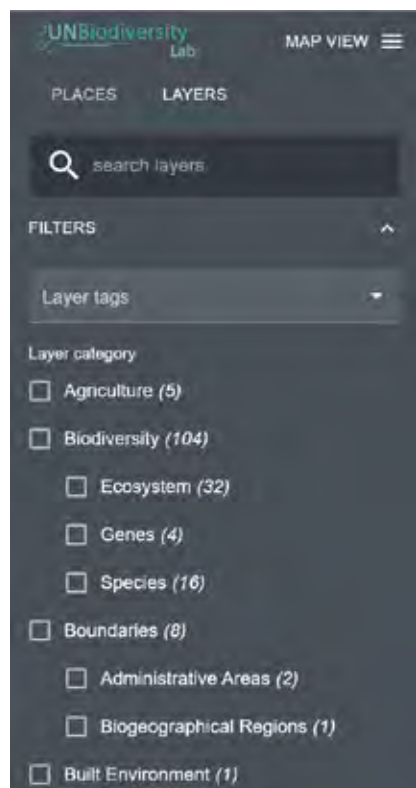 UNBiodiversity
Lab
MAP VIEW
PLACES LAYERS
search layers
FILTERS
Layer tags
Layer category
Agriculture (5)
Biodiversity (104)
Ecosystem (32)
Genes (4)
Species (16)
Boundaries (8)
Administrative Areas (2)
Biogeographical Regions (1)
Built Environment (1)